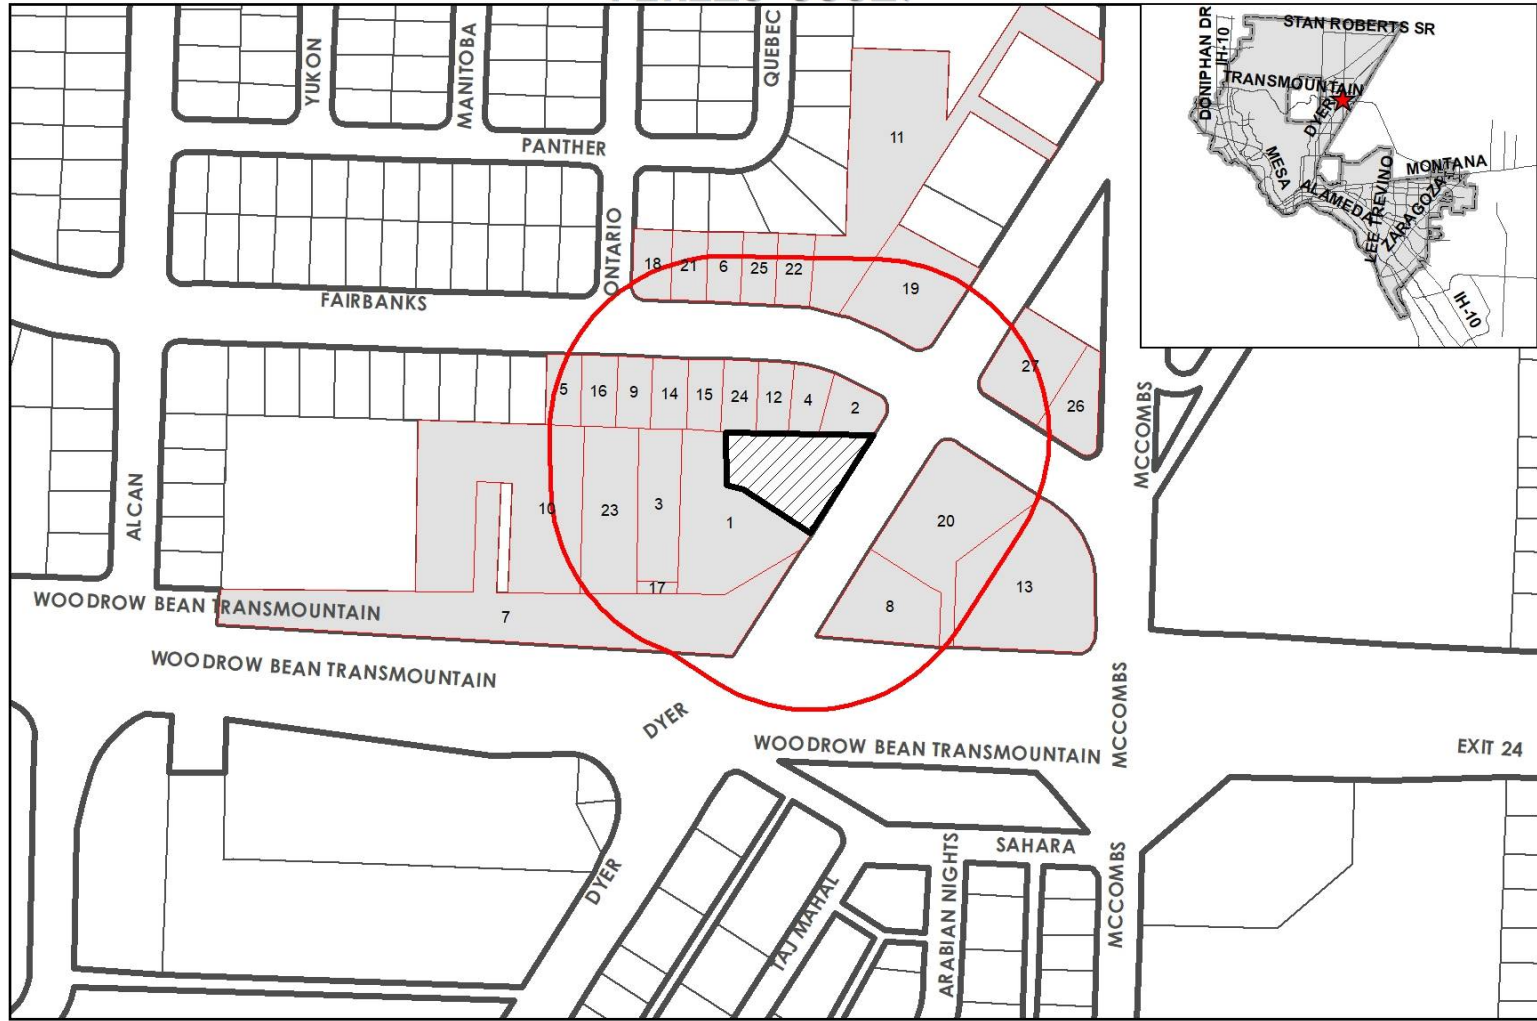 YUKON
MANITOBA
QUEBEC
PANTHER
ONTARIO
FAIRBANKS
11
18
21
6
25
22
19
27
26
5
16
9
14
15
24
12
4
2
10
23
3
1
17
7
20
8
13
ALCAN
WOODROW BEAN TRANSMOUNTAIN
WOODROW BEAN TRANSMOUNTAIN
DYER
WOODROW BEAN TRANSMOUNTAIN
MCCOMBS
MCCOMBS
EXIT 24
SAHARA
DYER
TAJ MAHAL
ARABIAN NIGHTS
MCCOMBS
DONIPHAN DR
IH-10
STAN ROBERTS SR
TRANSMOUNTAIN
DYER
MESA
ALAMEDA
LEE TREVINO
MONTANA
ZARAGOZA
IH-10